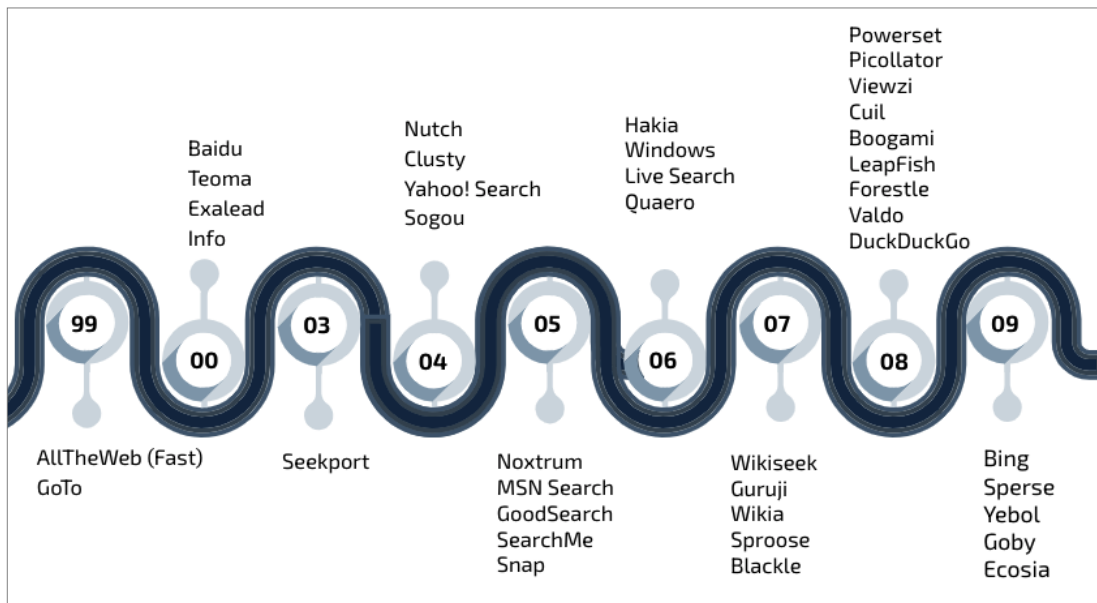 99
AllTheWeb (Fast)
GoTo
00
Baidu
Teoma
Exalead
Info
03
Seekport
04
Nutch
Clusty
Yahoo! Search
Sogou
05
Noxtrum
MSN Search
GoodSearch
SearchMe
Snap
06
Hakia
Windows
Live Search
Quaero
07
Wikiseek
Guruji
Wikia
Sproose
Blackle
08
Powerset
Picollator
Viewzi
Cuil
Boogami
LeapFish
Forestle
Valdo
DuckDuckGo
09
Bing
Sperse
Yebol
Goby
Ecosia